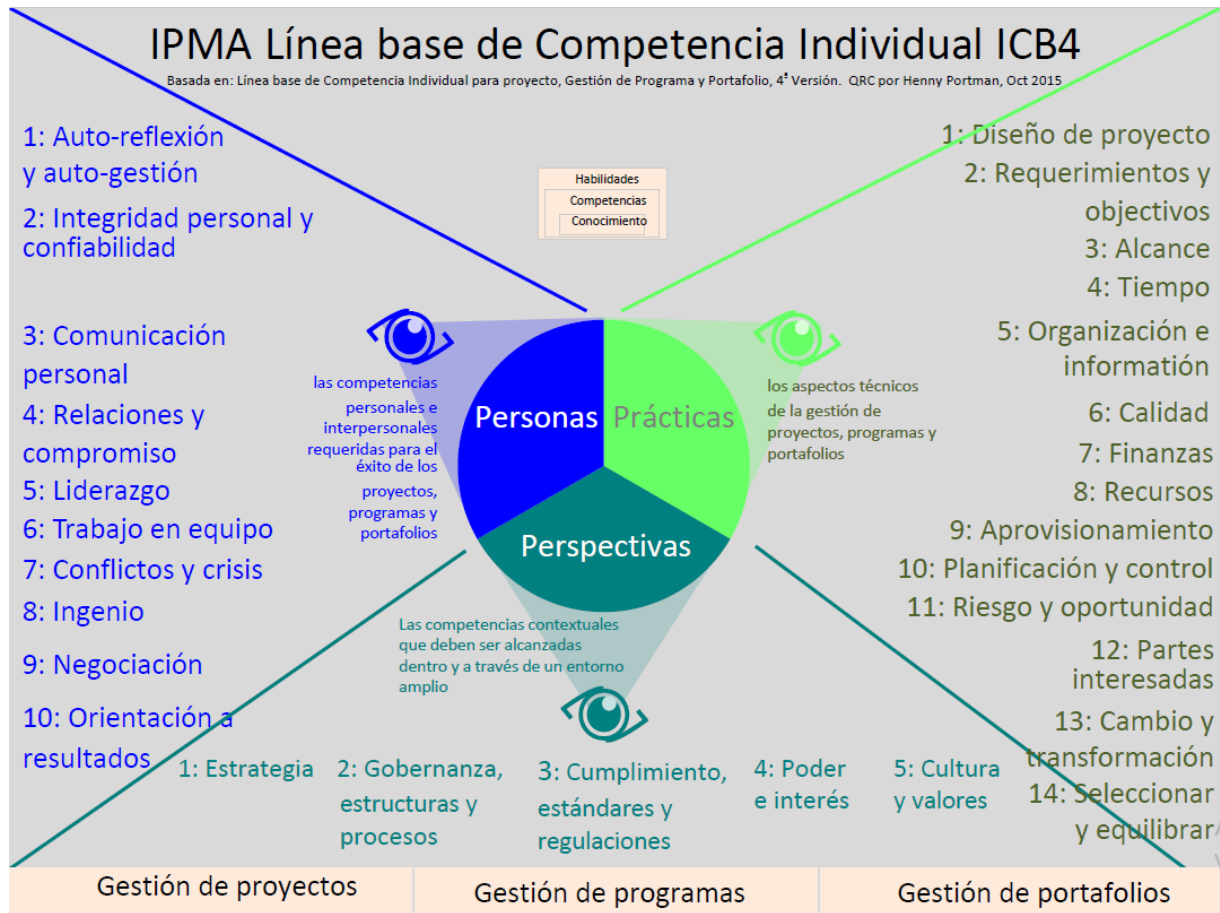 IPMA Línea base de Competencia Individual ICB4
Basada en: Línea base de Competencia Individual para proyecto, Gestión de Programa y Portafolio, 4ª Versión. QRC por Henny Portman, Oct 2015
1: Auto-reflexión
y auto-gestión
2: Integridad personal y
confiabilidad
3: Comunicación
personal
4: Relaciones y
compromiso
5: Liderazgo
6: Trabajo en equipo
7: Conflictos y crisis
8: Ingenio
9: Negociación
10: Orientación a
resultados
Habilidades
Competencias
Conocimiento
las competencias
personales e
interpersonales
requeridas para el
éxito de los
proyectos,
programas y
portafolios
Personas
Prácticas
Perspectivas
los aspectos técnicos
de la gestión de
proyectos, programas y
portafolios
Las competencias contextuales
que deben ser alcanzadas
dentro y a través de un entorno
amplio
1: Diseño de proyecto
2: Requerimientos y
objectivos
3: Alcance
4: Tiempo
5: Organización e
informatión
6: Calidad
7: Finanzas
8: Recursos
9: Aprovisionamiento
10: Planificación y control
11: Riesgo y oportunidad
12: Partes
interesadas
13: Cambio y
transformación
14: Seleccionar
y equilibrar
1: Estrategia
2: Gobernanza,
estructuras y
procesos
3: Cumplimiento,
estándares y
regulaciones
4: Poder
e interés
5: Cultura
y valores
Gestión de proyectos
Gestión de programas
Gestión de portafolios